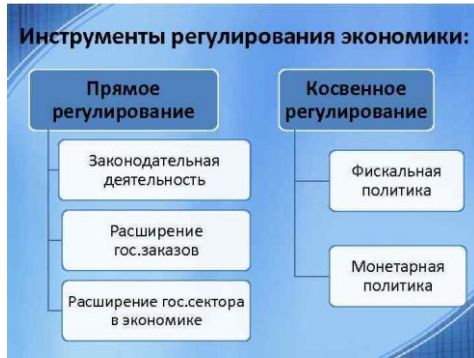 Инструменты регулирования экономики:
Прямое
регулирование
Законодательная
деятельность
Расширение
гос.заказов
Расширение гос.сектора
в экономике
Косвенное
регулирование
Фискальная
политика
Монетарная
политика